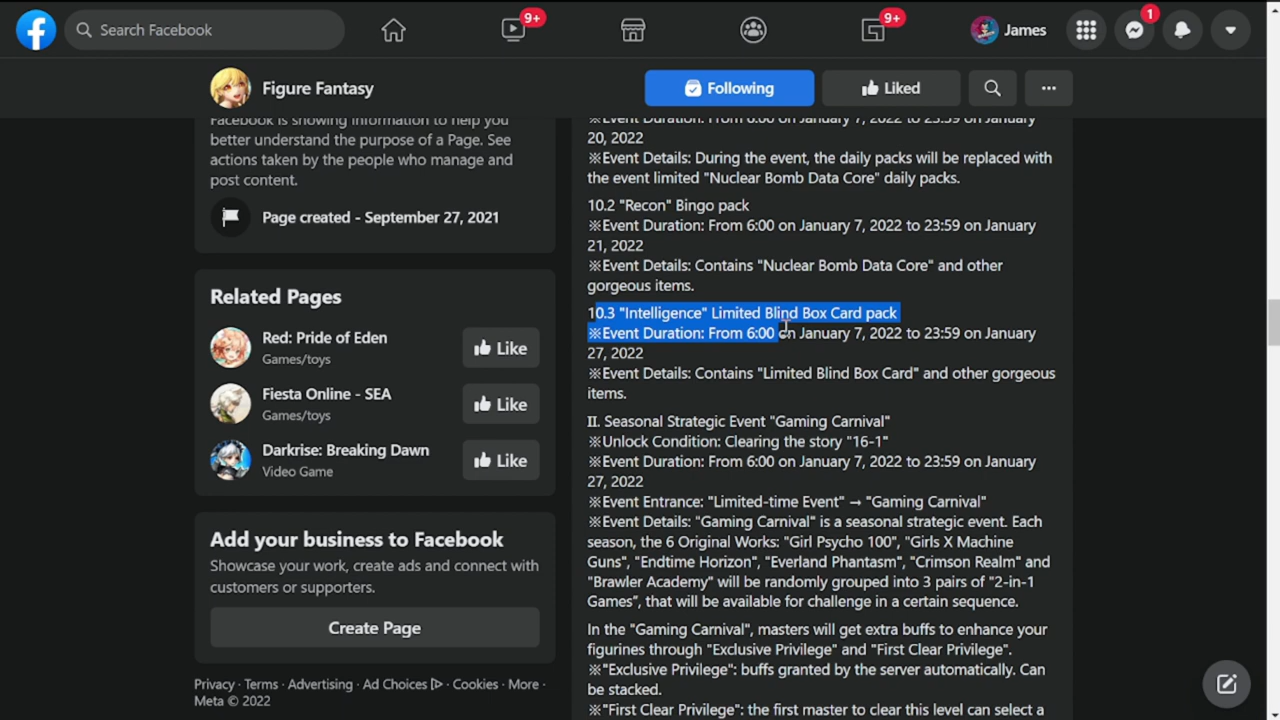 Search Facebook
9+
9+
James
1
Figure Fantasy
Following
Liked
Facebook is showing information to help you
better understand the purpose of a Page. See
actions taken by the people who manage and
post content.
Page created - September 27, 2021
Related Pages
Red: Pride of Eden
Games/toys
Like
Fiesta Online - SEA
Games/toys
Like
Darkrise: Breaking Dawn
Video Game
Like
Add your business to Facebook
Showcase your work, create ads and connect with
customers or supporters.
Create Page
Privacy · Terms · Advertising · Ad Choices · Cookies · More ·
Meta © 2022
※Event Duration: From 6:00 on January 7, 2022 to 23:59 on January
20, 2022
※Event Details: During the event, the daily packs will be replaced with
the event limited "Nuclear Bomb Data Core" daily packs.
10.2 "Recon" Bingo pack
※Event Duration: From 6:00 on January 7, 2022 to 23:59 on January
21, 2022
※Event Details: Contains "Nuclear Bomb Data Core" and other
gorgeous items.
10.3 "Intelligence" Limited Blind Box Card pack
※Event Duration: From 6:00 on January 7, 2022 to 23:59 on January
27, 2022
※Event Details: Contains "Limited Blind Box Card" and other gorgeous
items.
II. Seasonal Strategic Event "Gaming Carnival"
※Unlock Condition: Clearing the story "16-1"
※Event Duration: From 6:00 on January 7, 2022 to 23:59 on January
27, 2022
※Event Entrance: "Limited-time Event" → "Gaming Carnival"
※Event Details: "Gaming Carnival" is a seasonal strategic event. Each
season, the 6 Original Works: "Girl Psycho 100", "Girls X Machine
Guns", "Endtime Horizon", "Everland Phantasm", "Crimson Realm" and
"Brawler Academy" will be randomly grouped into 3 pairs of "2-in-1
Games", that will be available for challenge in a certain sequence.
In the "Gaming Carnival", masters will get extra buffs to enhance your
figurines through "Exclusive Privilege" and "First Clear Privilege".
※"Exclusive Privilege": buffs granted by the server automatically. Can
be stacked.
※"First Clear Privilege": the first master to clear this level can select a